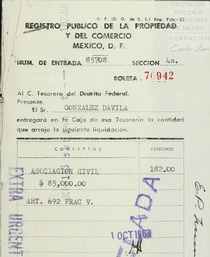 D. F. (D. G. de S. E.)
REGISTRO PUBLICO DE LA PROPIEDAD
Y DEL COMERCIO
MEXICO, D. F.
NUM. DE ENTRADA 85708 SECCION 4a.
BOLETA 76942
Al C. Tesorero del Distrito Federal.
Presente.
El Sr. GONZALEZ DAVILA
entregará en la Caja de esa Tesorería la cantidad
que arroja la siguiente liquidación:
CONCEPTOS DERECHOS
ASOCIACION CIVIL 182.00
$ 85,000.00
ART. 692 FRAC V.
EXTRA URGENTE
1 OCT 196